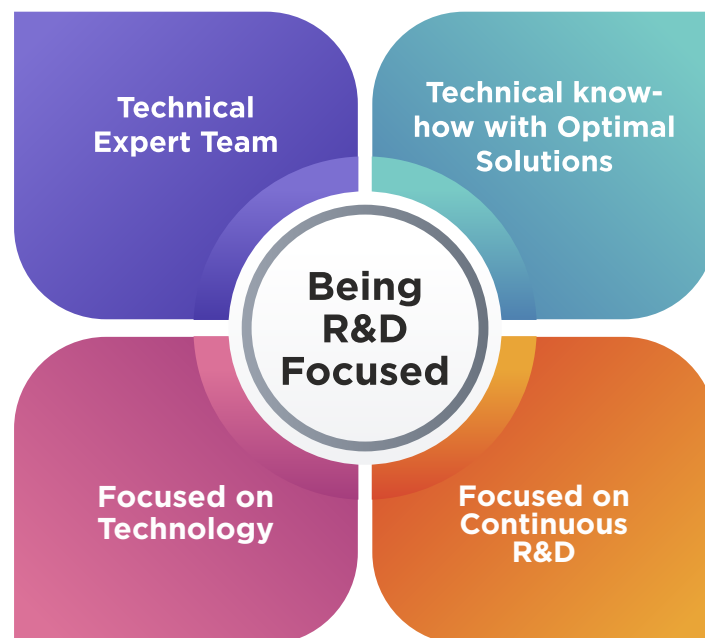 Technical
Expert Team
Technical know-
how with Optimal
Solutions
Being
R&D
Focused
Focused on
Technology
Focused on
Continuous
R&D